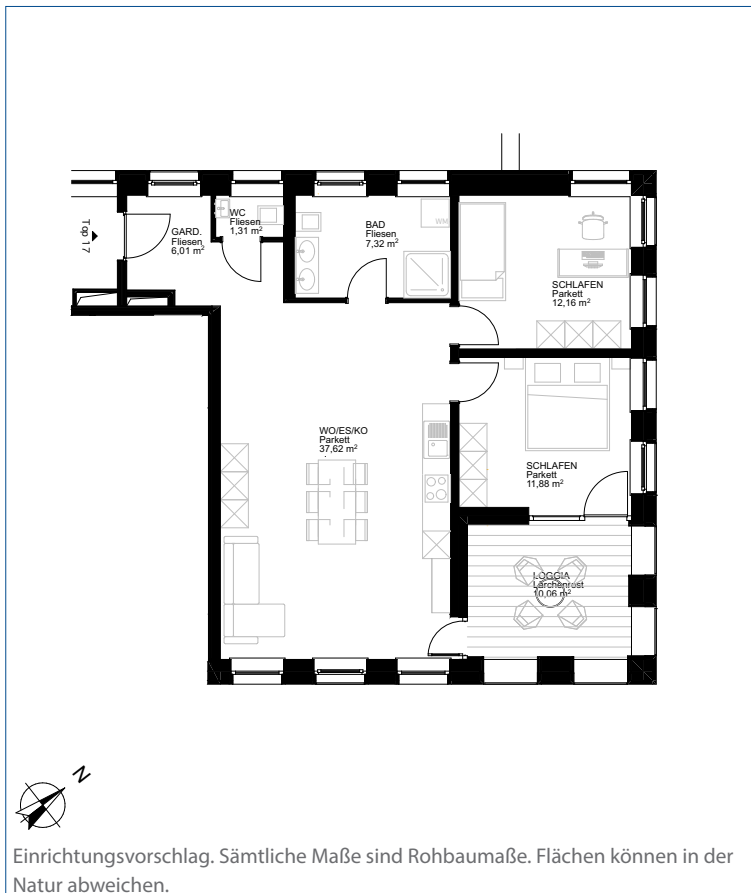 Top 17
GARD.
Fliesen
6,01 m²
WC
Fliesen
1,31 m²
BAD
Fliesen
7,32 m²
WM
SCHLAFEN
Parkett
12,16 m²
WO/ES/KO
Parkett
37,62 m²
SCHLAFEN
Parkett
11,88 m²
LOGGIA
Lärchenrost
10,06 m²
N
Einrichtungsvorschlag. Sämtliche Maße sind Rohbaumaße. Flächen können in der
Natur abweichen.